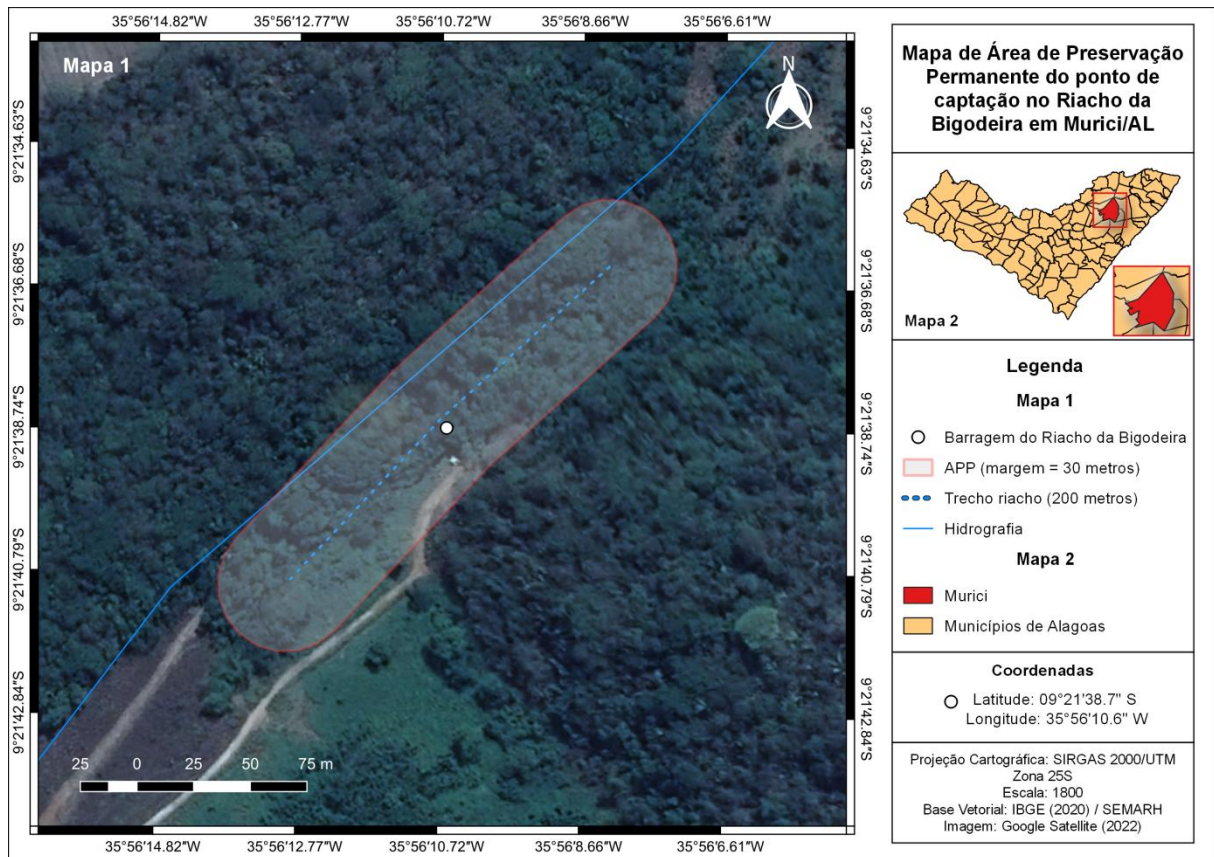 35°56'14.82"W 35°56'12.77"W 35°56'10.72"W 35°56'8.66"W 35°56'6.61"W
Mapa 1
N
9°21'34.63"S
9°21'36.68"S
9°21'38.74"S
9°21'40.79"S
9°21'42.84"S
9°21'34.63"S
9°21'36.68"S
9°21'38.74"S
9°21'40.79"S
9°21'42.84"S
25 0 25 50 75 m
35°56'14.82"W 35°56'12.77"W 35°56'10.72"W 35°56'8.66"W 35°56'6.61"W
Mapa de Área de Preservação
Permanente do ponto de
captação no Riacho da
Bigodeira em Murici/AL
Mapa 2
Legenda
Mapa 1
Barragem do Riacho da Bigodeira
APP (margem = 30 metros)
Trecho riacho (200 metros)
Hidrografia
Mapa 2
Murici
Municípios de Alagoas
Coordenadas
Latitude: 09°21'38.7" S
Longitude: 35°56'10.6" W
Projeção Cartográfica: SIRGAS 2000/UTM
Zona 25S
Escala: 1800
Base Vetorial: IBGE (2020) / SEMARH
Imagem: Google Satellite (2022)